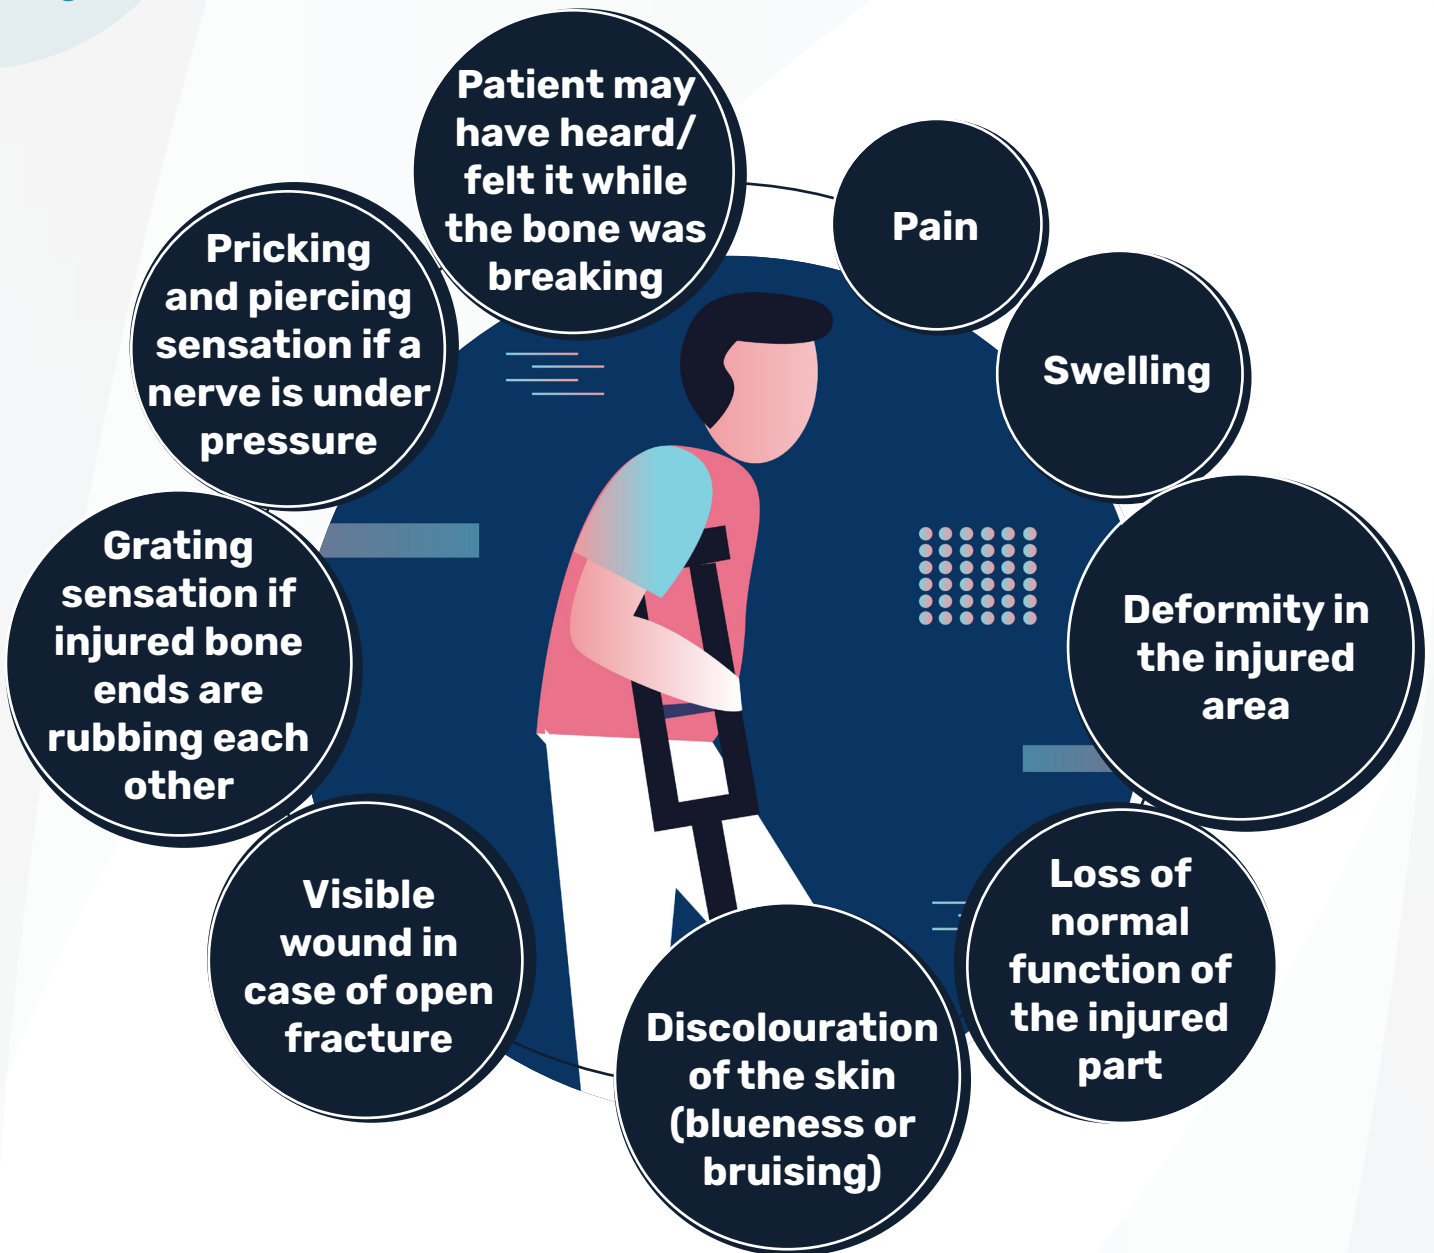 Patient may
have heard/
felt it while
the bone was
breaking
Pain
Swelling
Deformity in
the injured
area
Loss of
normal
function of
the injured
part
Discolouration
of the skin
(blueness or
bruising)
Visible
wound in
case of open
fracture
Grating
sensation if
injured bone
ends are
rubbing each
other
Pricking
and piercing
sensation if a
nerve is under
pressure